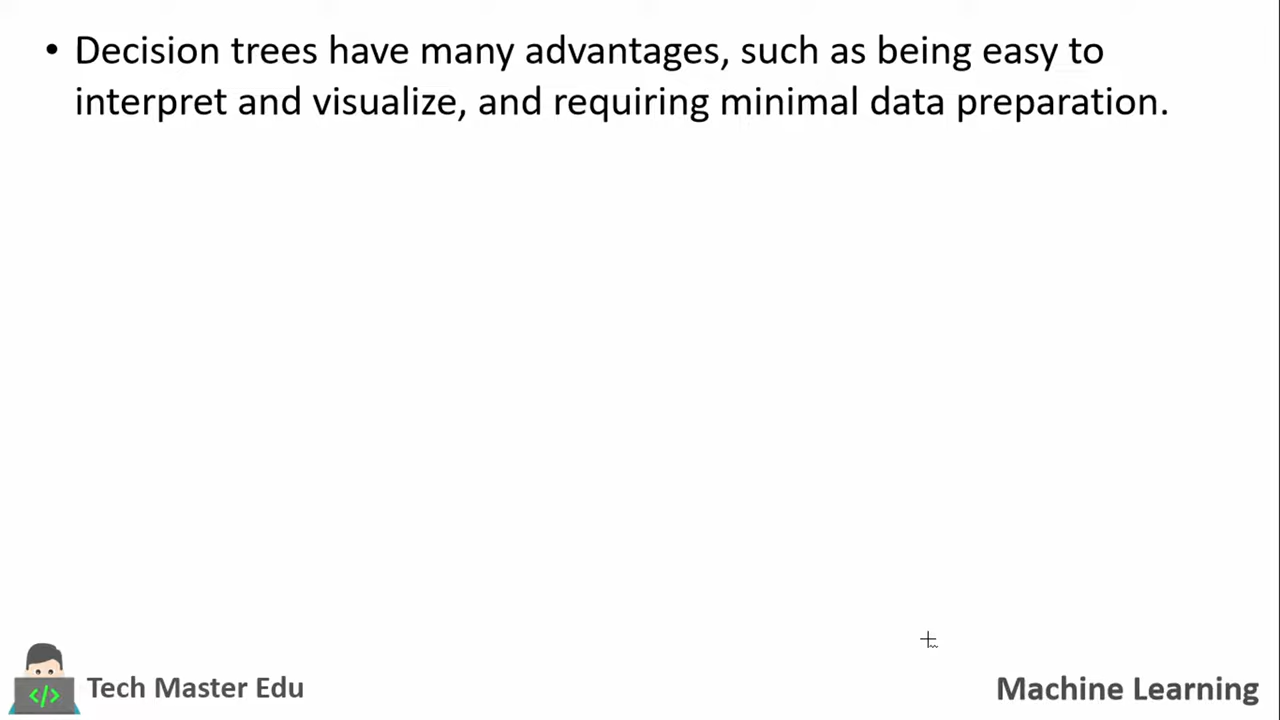 • Decision trees have many advantages, such as being easy to
interpret and visualize, and requiring minimal data preparation.
</>
Tech Master Edu
Machine Learning